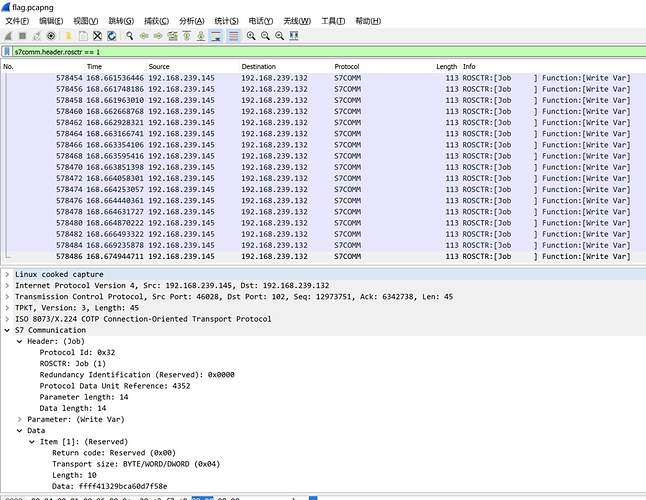 flag.pcapng
文件(F) 编辑(E) 视图(V) 跳转(G) 捕获(C) 分析(A) 统计(S) 电话(Y) 无线(W) 工具(T) 帮助(H)
s7comm.header.rosctr == 1
No. Time Source Destination Protocol Length Info
578454 168.661536446 192.168.239.145 192.168.239.132 S7COMM 113 ROSCTR:[Job ] Function:[Write Var]
578456 168.661748186 192.168.239.145 192.168.239.132 S7COMM 113 ROSCTR:[Job ] Function:[Write Var]
578458 168.661963010 192.168.239.145 192.168.239.132 S7COMM 113 ROSCTR:[Job ] Function:[Write Var]
578460 168.662668768 192.168.239.145 192.168.239.132 S7COMM 113 ROSCTR:[Job ] Function:[Write Var]
578462 168.662928321 192.168.239.145 192.168.239.132 S7COMM 113 ROSCTR:[Job ] Function:[Write Var]
578464 168.663166741 192.168.239.145 192.168.239.132 S7COMM 113 ROSCTR:[Job ] Function:[Write Var]
578466 168.663354106 192.168.239.145 192.168.239.132 S7COMM 113 ROSCTR:[Job ] Function:[Write Var]
578468 168.663595416 192.168.239.145 192.168.239.132 S7COMM 113 ROSCTR:[Job ] Function:[Write Var]
578470 168.663851398 192.168.239.145 192.168.239.132 S7COMM 113 ROSCTR:[Job ] Function:[Write Var]
578472 168.664058301 192.168.239.145 192.168.239.132 S7COMM 113 ROSCTR:[Job ] Function:[Write Var]
578474 168.664253057 192.168.239.145 192.168.239.132 S7COMM 113 ROSCTR:[Job ] Function:[Write Var]
578476 168.664440361 192.168.239.145 192.168.239.132 S7COMM 113 ROSCTR:[Job ] Function:[Write Var]
578478 168.664631727 192.168.239.145 192.168.239.132 S7COMM 113 ROSCTR:[Job ] Function:[Write Var]
578480 168.664870222 192.168.239.145 192.168.239.132 S7COMM 113 ROSCTR:[Job ] Function:[Write Var]
578482 168.666493322 192.168.239.145 192.168.239.132 S7COMM 113 ROSCTR:[Job ] Function:[Write Var]
578484 168.669235878 192.168.239.145 192.168.239.132 S7COMM 113 ROSCTR:[Job ] Function:[Write Var]
578486 168.674944711 192.168.239.145 192.168.239.132 S7COMM 113 ROSCTR:[Job ] Function:[Write Var]
Linux cooked capture
Internet Protocol Version 4, Src: 192.168.239.145, Dst: 192.168.239.132
Transmission Control Protocol, Src Port: 46028, Dst Port: 102, Seq: 12973751, Ack: 6342738, Len: 45
TPKT, Version: 3, Length: 45
ISO 8073/X.224 COTP Connection-Oriented Transport Protocol
S7 Communication
Header: (Job)
Protocol Id: 0x32
ROSCTR: Job (1)
Redundancy Identification (Reserved): 0x0000
Protocol Data Unit Reference: 4352
Parameter length: 14
Data length: 14
Parameter: (Write Var)
Data
Item [1]: (Reserved)
Return code: Reserved (0x00)
Transport size: BYTE/WORD/DWORD (0x04)
Length: 10
Data: ffff41329bca60d7f58e